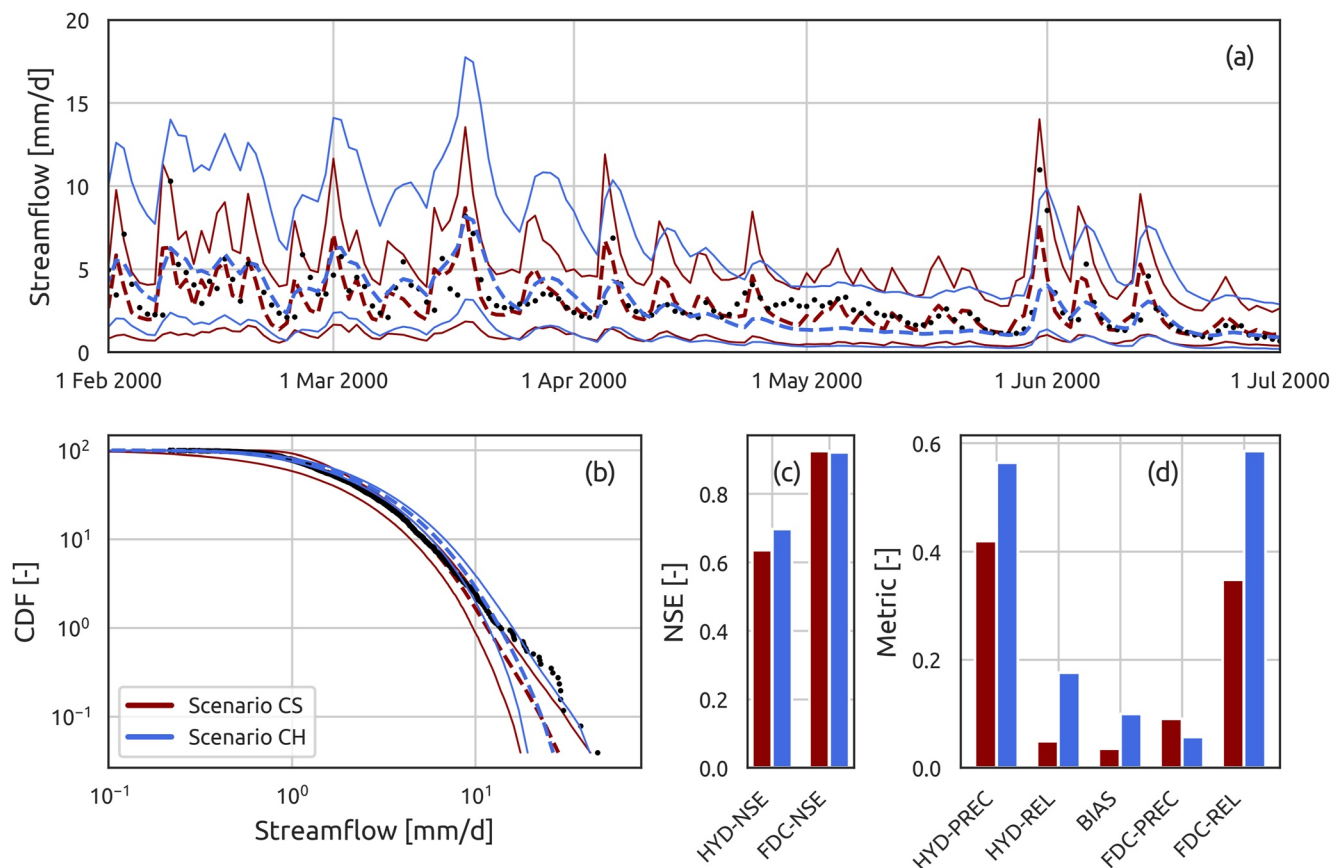 (a)
Streamflow [mm/d]
20
15
10
5
0
1 Feb 2000
1 Mar 2000
1 Apr 2000
1 May 2000
1 Jun 2000
1 Jul 2000
(b)
CDF [-]
10²
10¹
10⁰
10⁻¹
Scenario CS
Scenario CH
10⁻¹
10⁰
10¹
Streamflow [mm/d]
(c)
NSE [-]
0.8
0.6
0.4
0.2
0.0
HYD-NSE
FDC-NSE
(d)
Metric [-]
0.6
0.4
0.2
0.0
HYD-PREC
HYD-REL
BIAS
FDC-PREC
FDC-REL